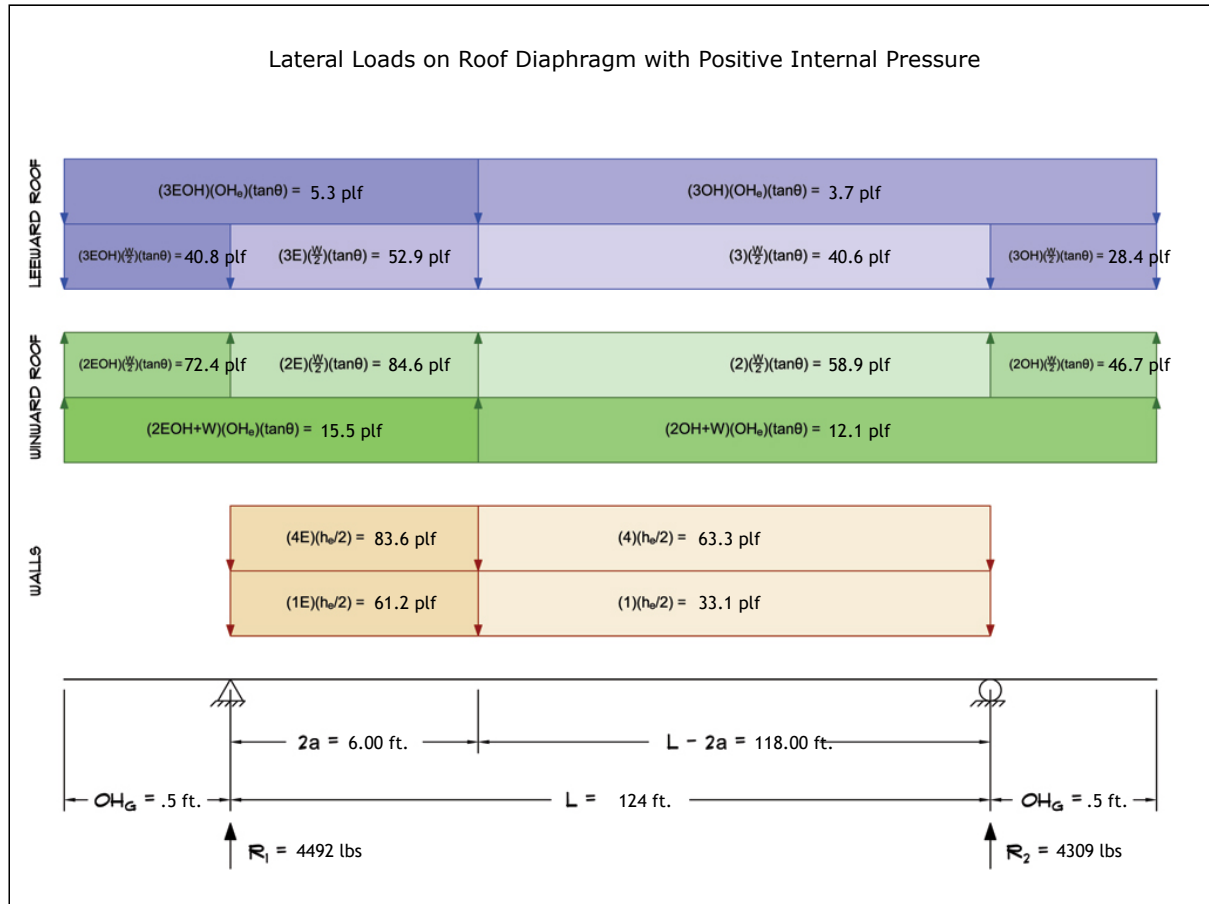 Lateral Loads on Roof Diaphragm with Positive Internal Pressure
LEEWARD ROOF
(3EOH)(OHₑ)(tanθ) = 5.3 plf
(3OH)(OHₑ)(tanθ) = 3.7 plf
(3EOH)(W/2)(tanθ) = 40.8 plf
(3E)(W/2)(tanθ) = 52.9 plf
(3)(W/2)(tanθ) = 40.6 plf
(3OH)(W/2)(tanθ) = 28.4 plf
WINWARD ROOF
(2EOH)(W/2)(tanθ) = 72.4 plf
(2E)(W/2)(tanθ) = 84.6 plf
(2)(W/2)(tanθ) = 58.9 plf
(2OH)(W/2)(tanθ) = 46.7 plf
(2EOH+W)(OHₑ)(tanθ) = 15.5 plf
(2OH+W)(OHₑ)(tanθ) = 12.1 plf
WALLS
(4E)(hₑ/2) = 83.6 plf
(4)(hₑ/2) = 63.3 plf
(1E)(hₑ/2) = 61.2 plf
(1)(hₑ/2) = 33.1 plf
2a = 6.00 ft.
L - 2a = 118.00 ft.
OH_G = .5 ft.
L = 124 ft.
OH_G = .5 ft.
R₁ = 4492 lbs
R₂ = 4309 lbs